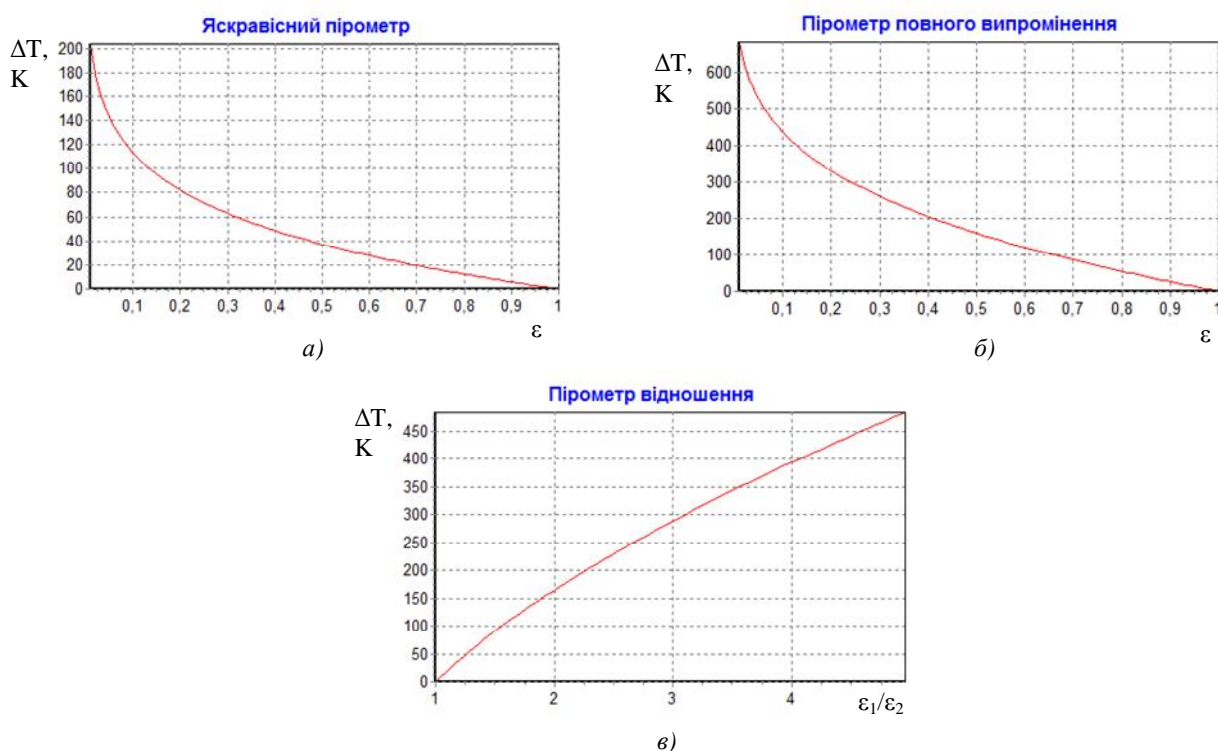 Яскравісний пірометр
ΔT,
K
200
180
160
140
120
100
80
60
40
20
0
0,1 0,2 0,3 0,4 0,5 0,6 0,7 0,8 0,9 1
ε
а)
Пірометр повного випромінення
ΔT,
K
600
500
400
300
200
100
0
0,1 0,2 0,3 0,4 0,5 0,6 0,7 0,8 0,9 1
ε
б)
Пірометр відношення
ΔT,
K
450
400
350
300
250
200
150
100
50
0
1 2 3 4
ε₁/ε₂
в)